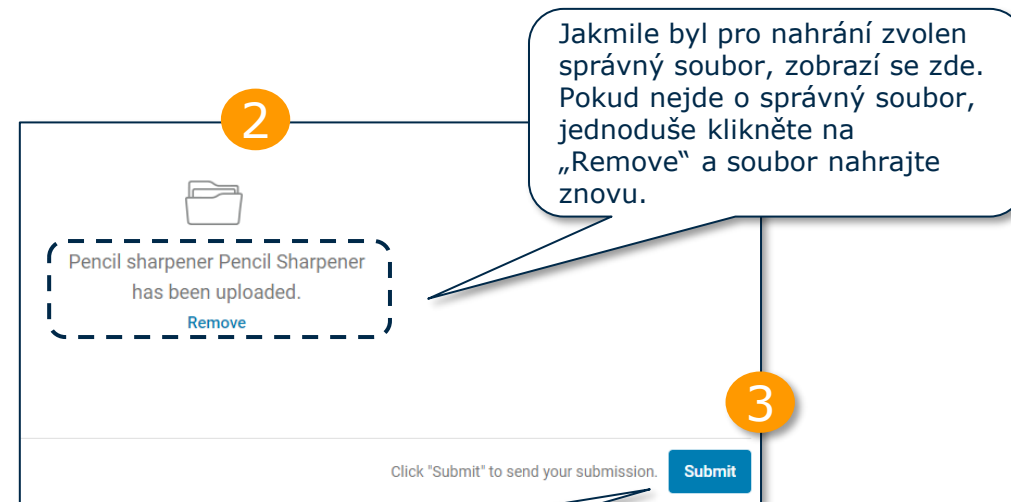 Jakmile byl pro nahrání zvolen
správný soubor, zobrazí se zde.
Pokud nejde o správný soubor,
jednoduše klikněte na
„Remove“ a soubor nahrajte
znovu.
2
Pencil sharpener Pencil Sharpener
has been uploaded.
Remove
3
Click "Submit" to send your submission.
Submit